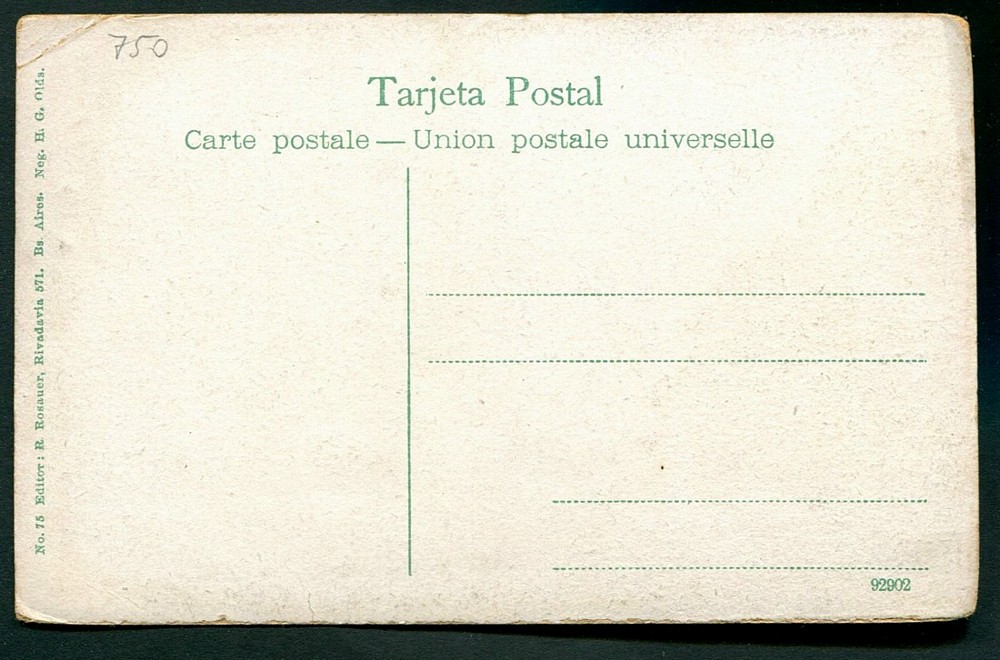 750
Tarjeta Postal
Carte postale — Union postale universelle
No. 75 Editor: R. Rosauer, Rivadavia 571. Bs. Aires. Neg. H. G. Olds.
92902